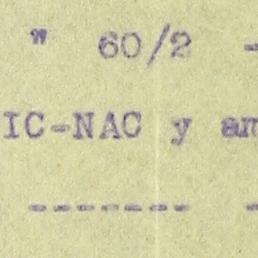 " 60/2 -
IC-NAC y am
------- -